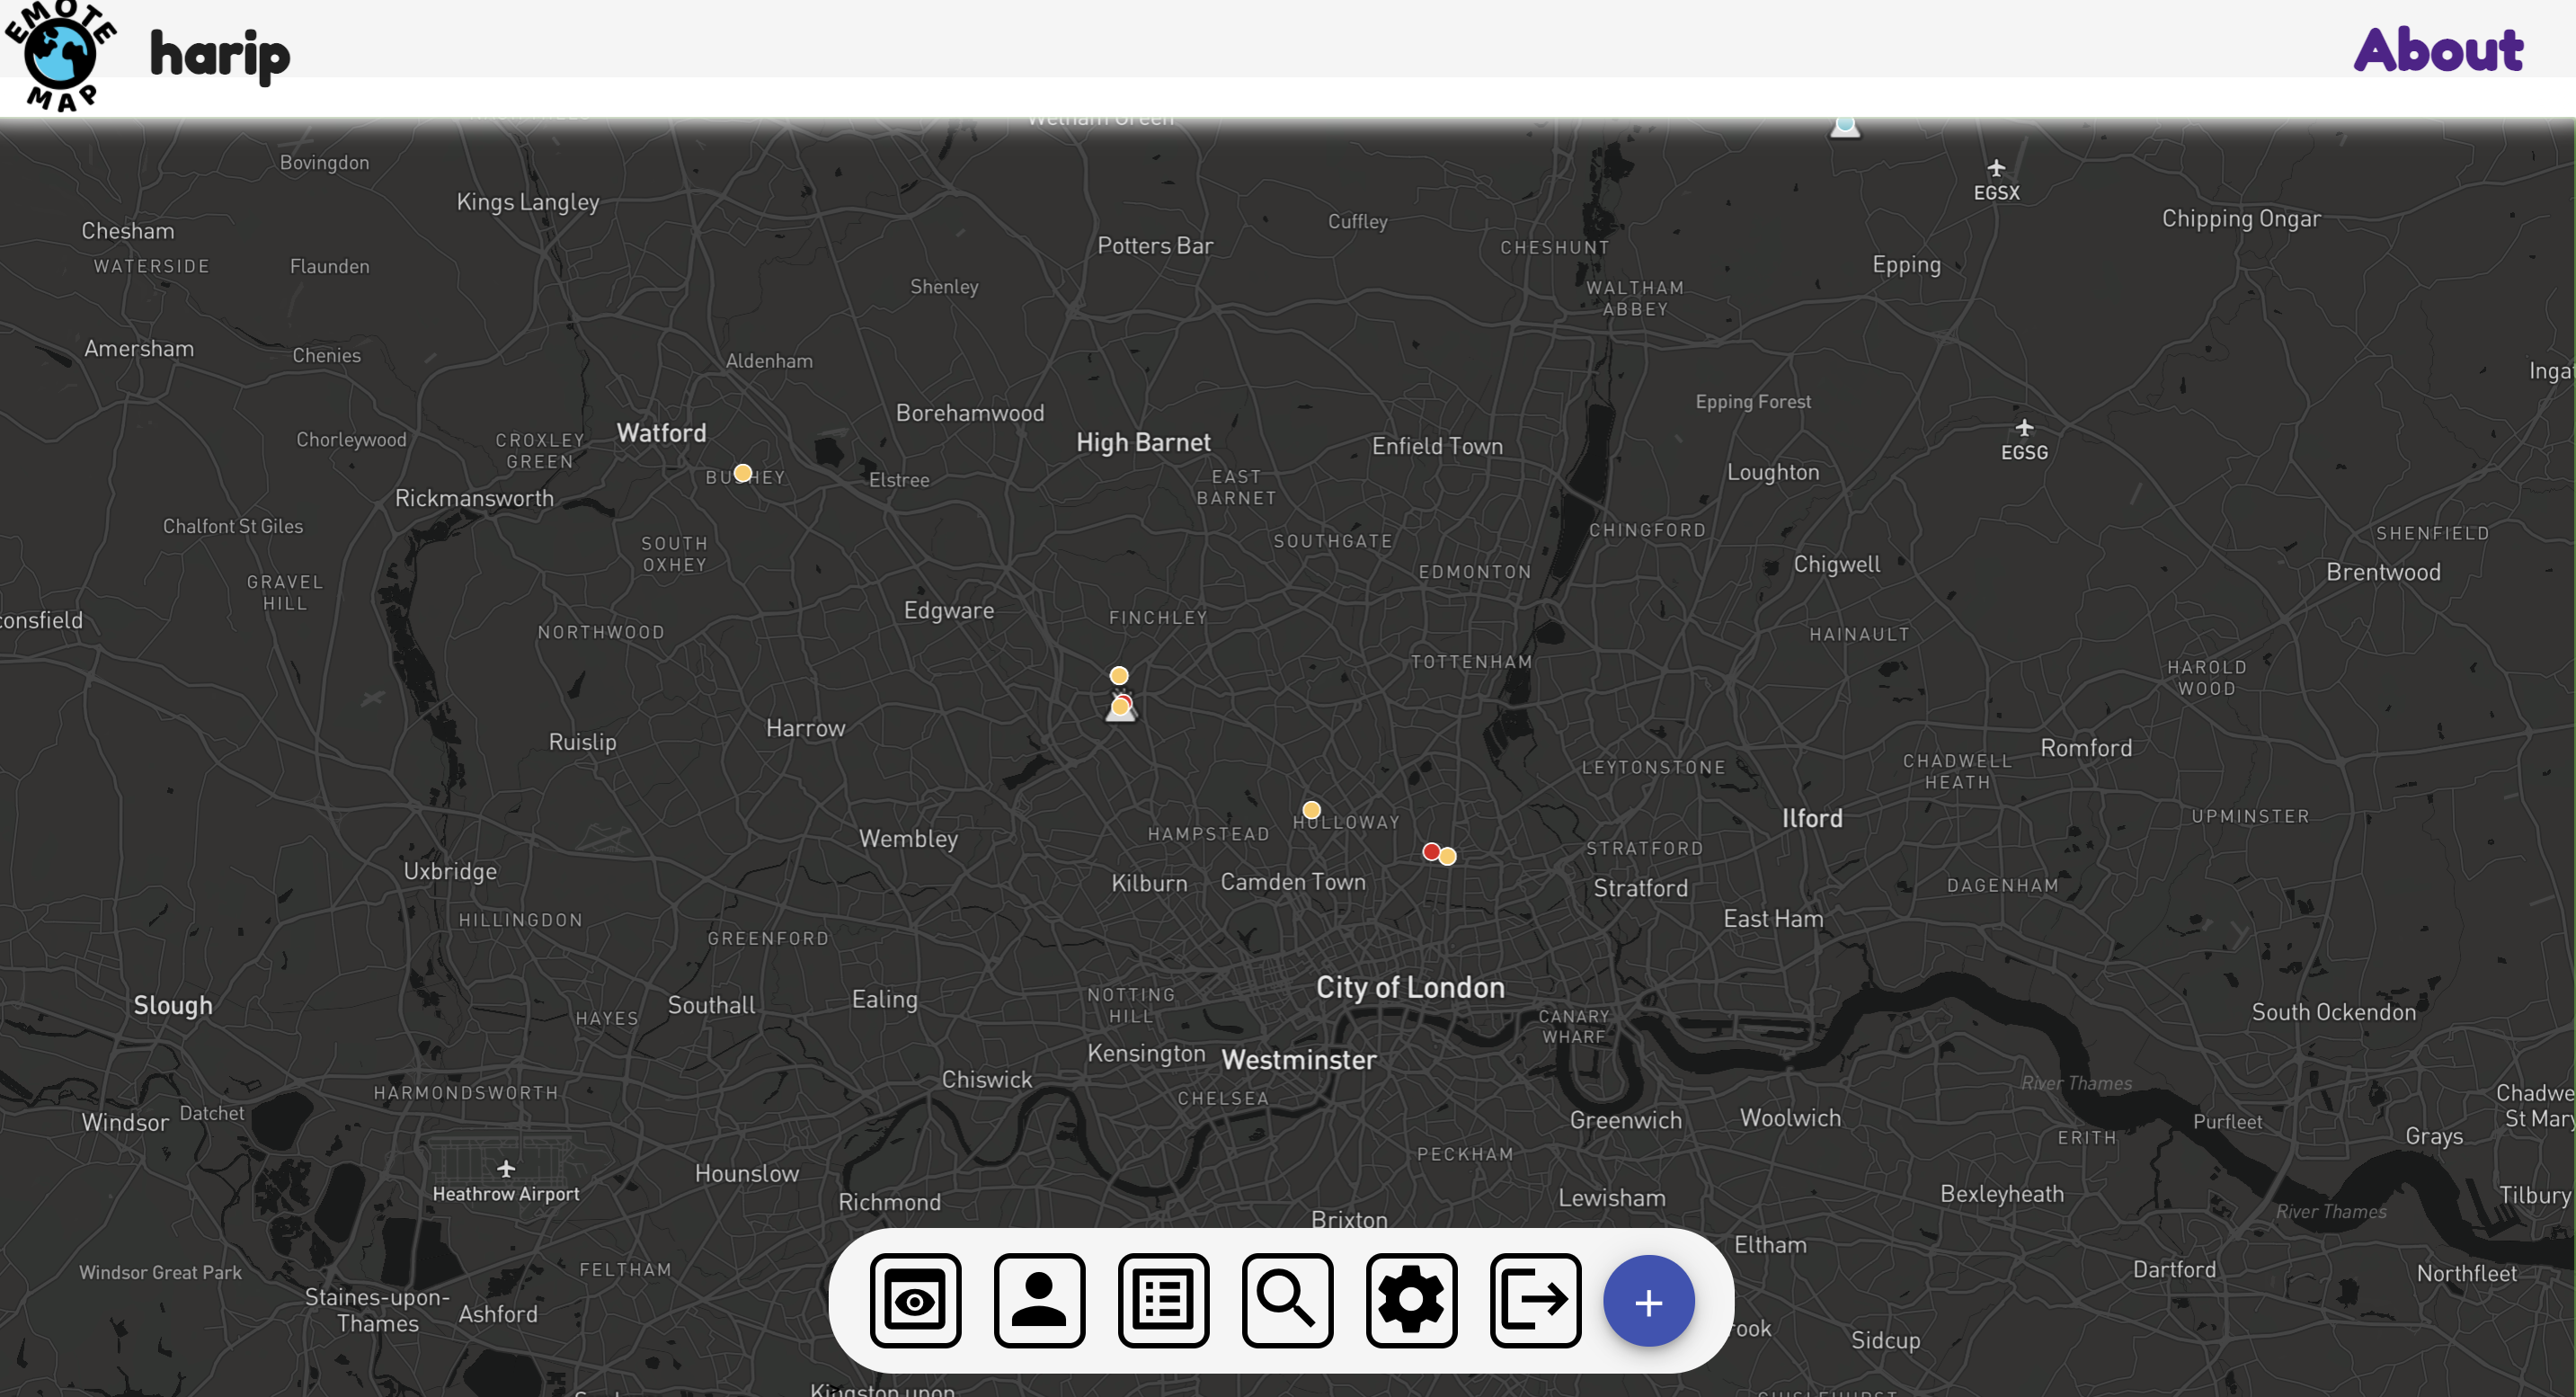 EMOTE
MAP
harip
About
Welham Green
Bovingdon
EGSX
Kings Langley
Chipping Ongar
Cuffley
Chesham
Potters Bar
CHESHUNT
WATERSIDE
Flaunden
Epping
Shenley
WALTHAM
ABBEY
Amersham
Chenies
Aldenham
Epping Forest
Borehamwood
Watford
Chorleywood
CROXLEY
GREEN
High Barnet
Enfield Town
EGSG
BUSHEY
Elstree
EAST
BARNET
Loughton
Rickmansworth
Chalfont St Giles
CHINGFORD
SHENFIELD
SOUTHGATE
SOUTH
OXHEY
Chigwell
EDMONTON
Brentwood
GRAVEL
HILL
Edgware
FINCHLEY
consfield
NORTHWOOD
HAINAULT
TOTTENHAM
HAROLD
WOOD
Harrow
Ruislip
Romford
LEYTONSTONE
CHADWELL
HEATH
Ilford
UPMINSTER
HOLLOWAY
HAMPSTEAD
Wembley
STRATFORD
Uxbridge
Kilburn
Camden Town
Stratford
DAGENHAM
HILLINGDON
East Ham
GREENFORD
City of London
NOTTING
HILL
Slough
Southall
Ealing
HAYES
CANARY
WHARF
South Ockendon
Kensington
Westminster
Chiswick
River Thames
HARMONDSWORTH
CHELSEA
Chadwe
St Mary
Windsor
Datchet
Greenwich
Woolwich
Purfleet
ERITH
Grays
PECKHAM
Hounslow
Heathrow Airport
Richmond
Lewisham
Bexleyheath
Tilbury
River Thames
Brixton
Eltham
Windsor Great Park
FELTHAM
Dartford
Northfleet
Staines-upon-
Thames
Ashford
rook
Sidcup
Kingston upon
CHISLEHURST